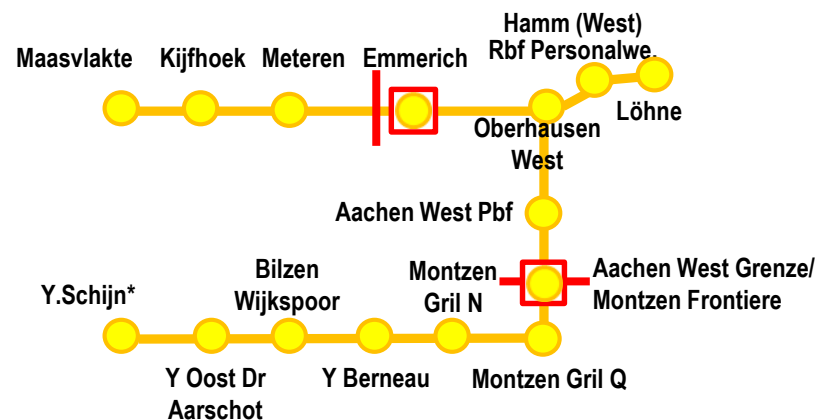 Hamm (West)
Rbf Personalwe.
Maasvlakte
Kijfhoek
Meteren
Emmerich
Löhne
Oberhausen
West
Aachen West Pbf
Aachen West Grenze/
Montzen Frontiere
Montzen
Gril N
Bilzen
Wijkspoor
Y.Schijn*
Y Oost Dr
Aarschot
Y Berneau
Montzen Gril Q